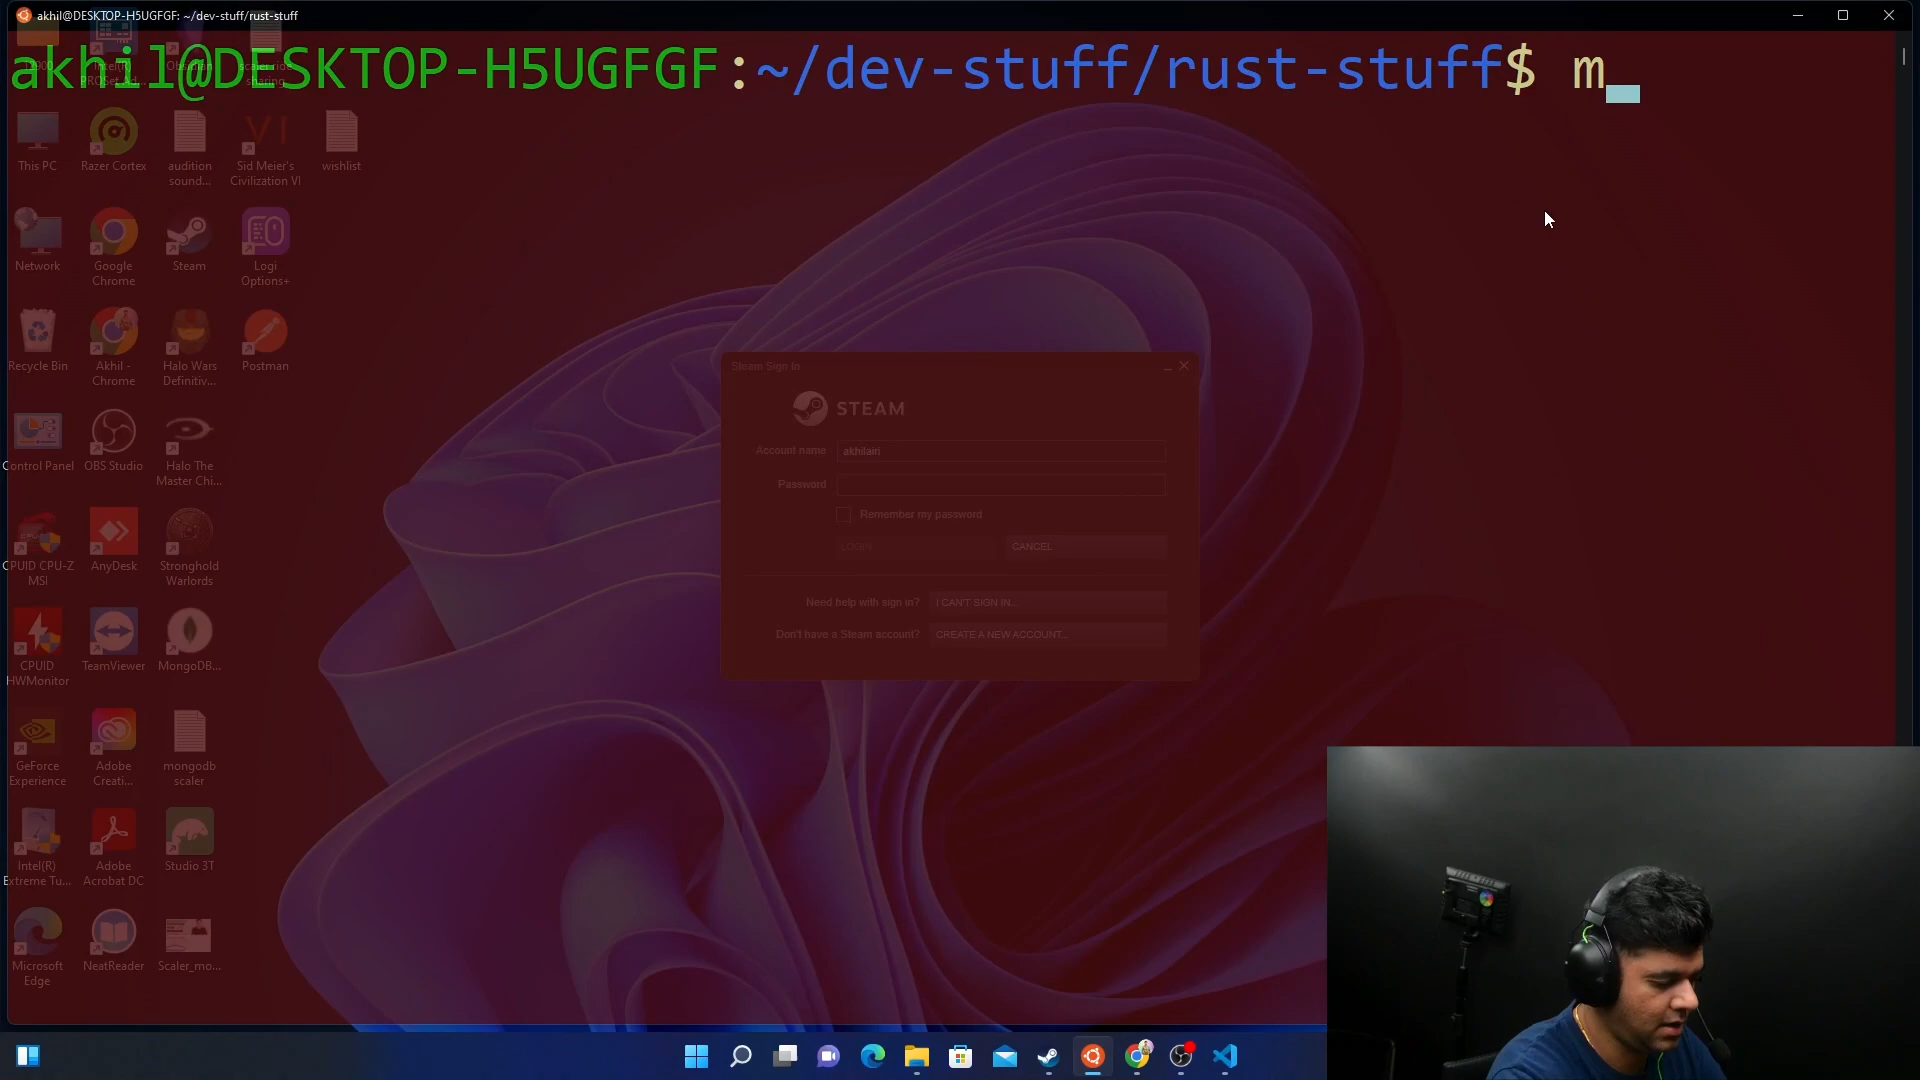 akhil@DESKTOP-H5UGFGF: ~/dev-stuff/rust-stuff
akhil@DESKTOP-H5UGFGF:~/dev-stuff/rust-stuff$ m
This PC
Razer Cortex
audition
sound...
Sid Meier's
Civilization VI
wishlist
Network
Google
Chrome
Steam
Logi
Options+
Recycle Bin
Akhil -
Chrome
Halo Wars
Definitiv...
Postman
Control Panel
OBS Studio
Halo The
Master Chi...
CPUID CPU-Z
MSI
AnyDesk
Stronghold
Warlords
CPUID
HWMonitor
TeamViewer
MongoDB...
GeForce
Experience
Adobe
Creati...
mongodb
scaler
Intel(R)
Extreme Tu...
Adobe
Acrobat DC
Studio 3T
Microsoft
Edge
NeatReader
Scaler_mo...
Steam Sign In
STEAM
Account name
akhilairi
Password
Remember my password
LOGIN
CANCEL
Need help with sign in?
I CAN'T SIGN IN...
Don't have a Steam account?
CREATE A NEW ACCOUNT...